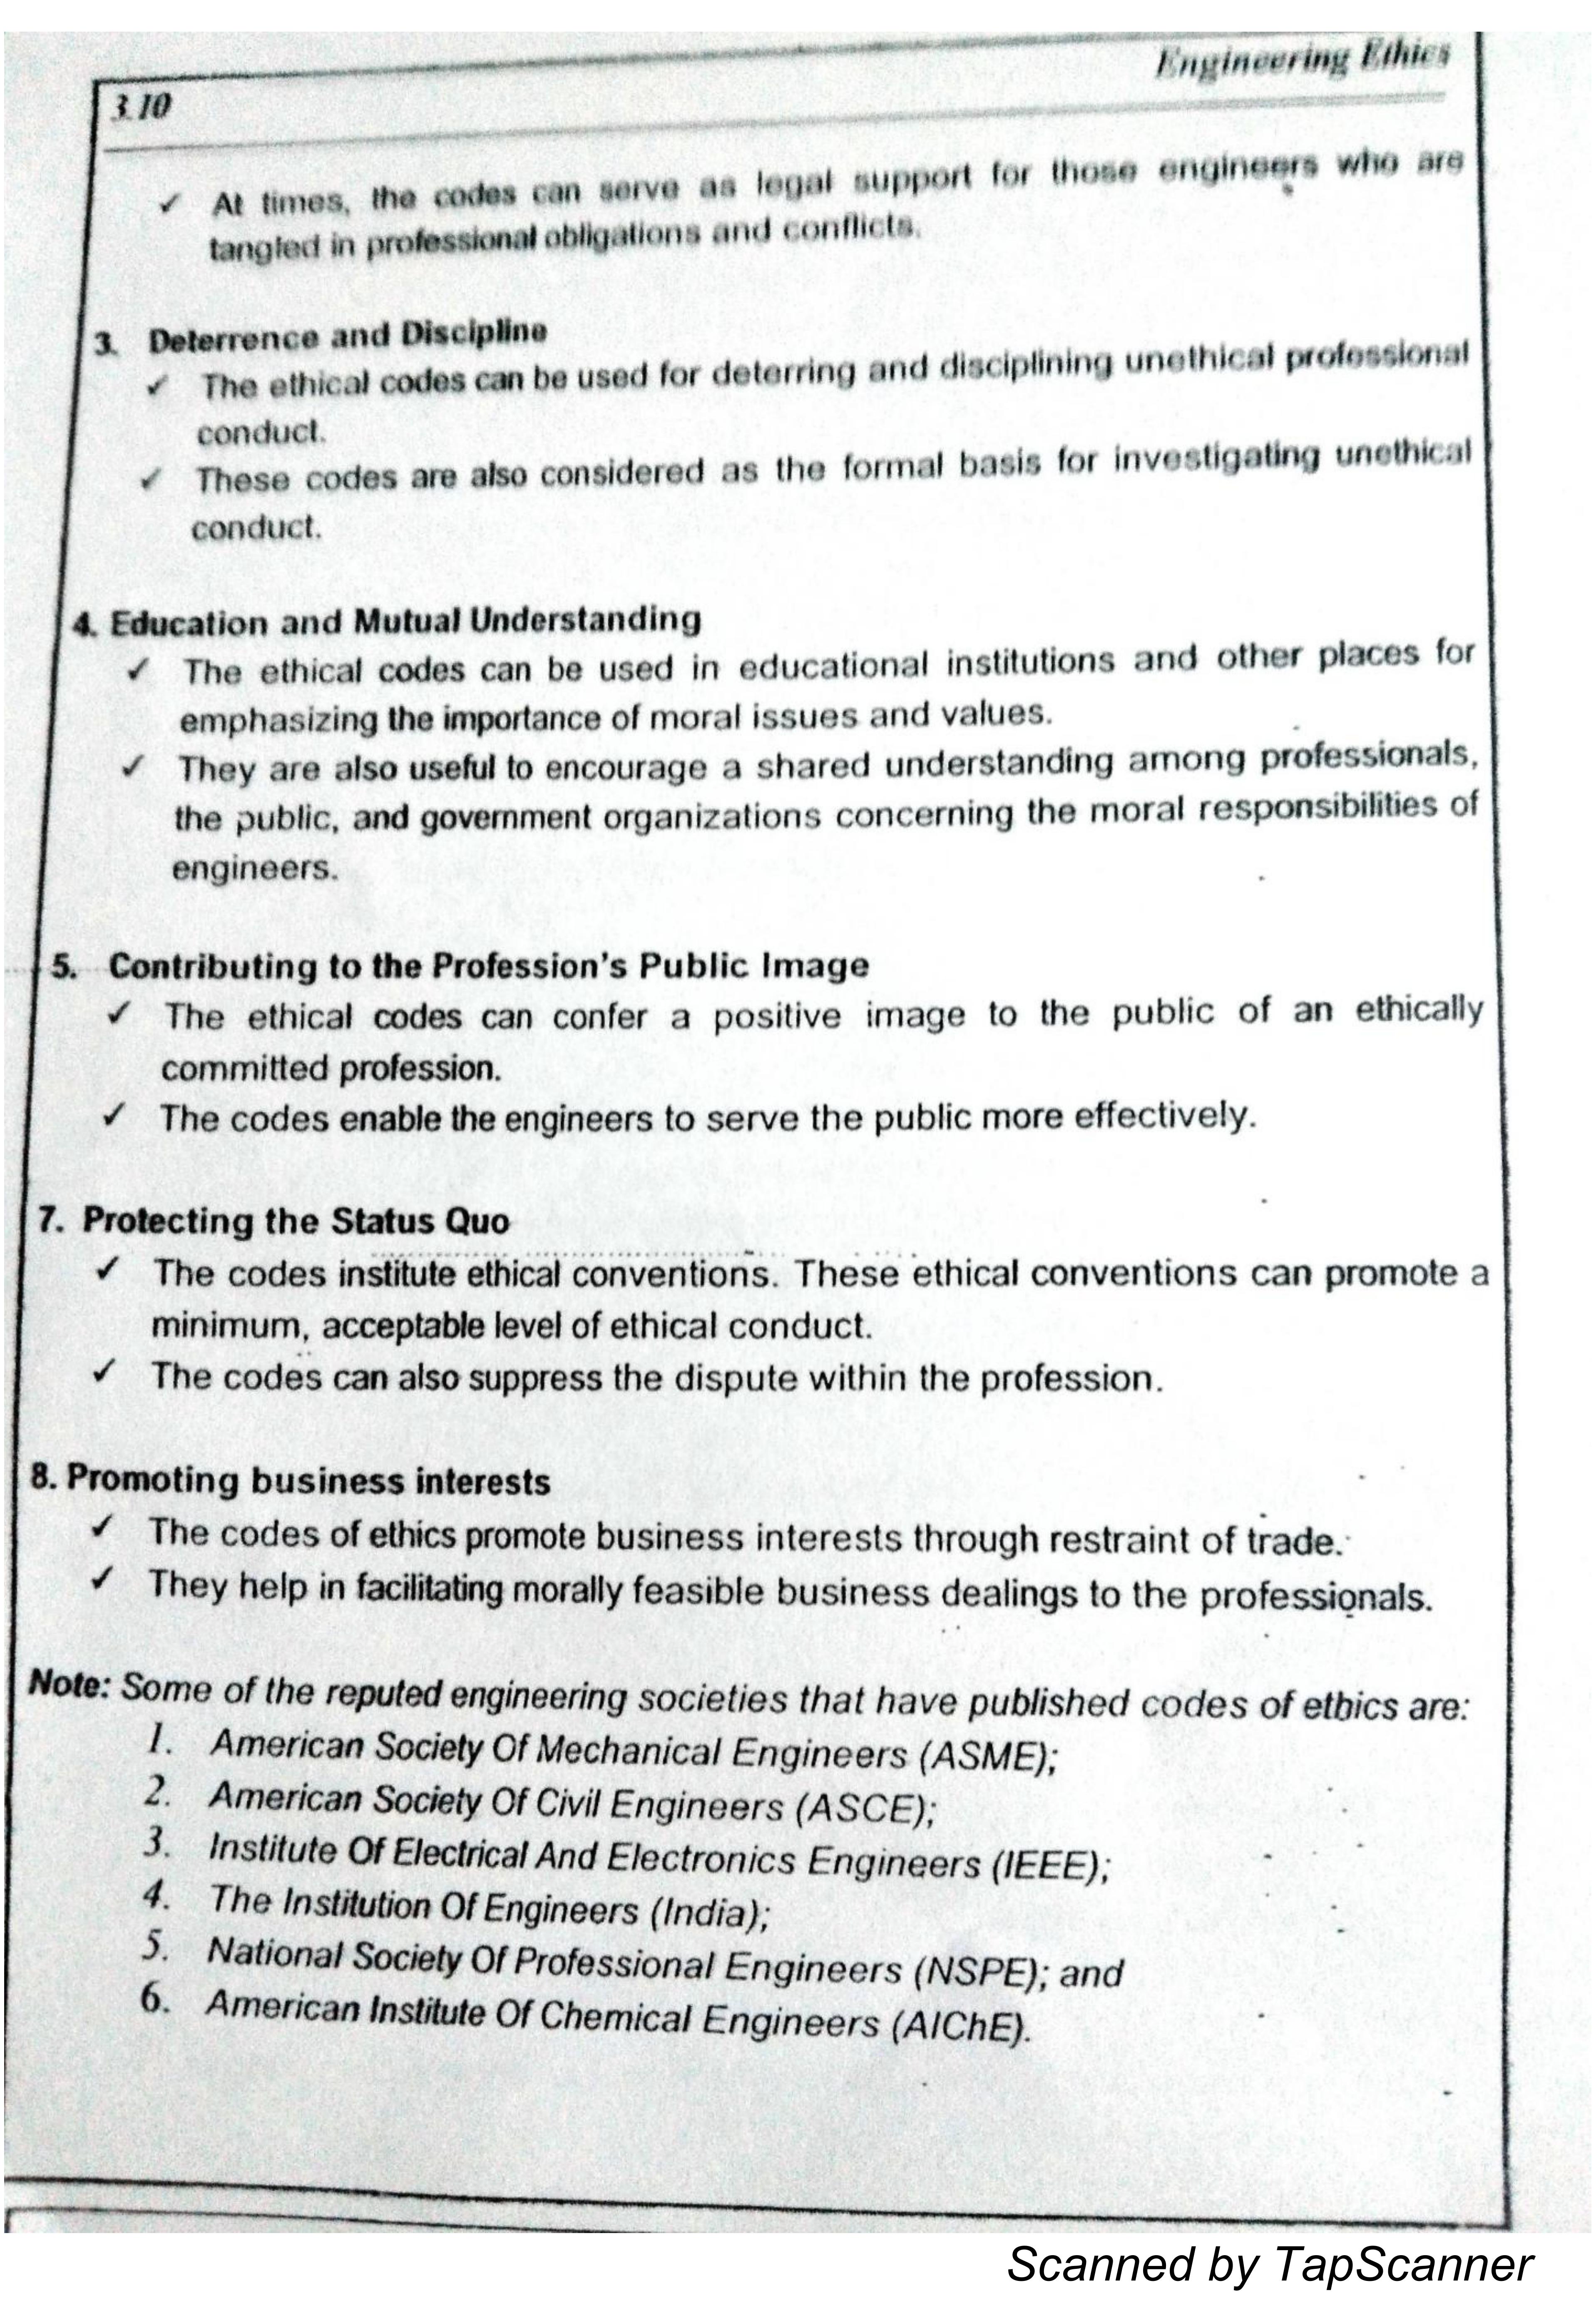 3.10
Engineering Ethics
✓ At times, the codes can serve as legal support for those engineers who are
tangled in professional obligations and conflicts.
3. Deterrence and Discipline
✓ The ethical codes can be used for deterring and disciplining unethical professional
conduct.
✓ These codes are also considered as the formal basis for investigating unethical
conduct.
4. Education and Mutual Understanding
✓ The ethical codes can be used in educational institutions and other places for
emphasizing the importance of moral issues and values.
✓ They are also useful to encourage a shared understanding among professionals,
the public, and government organizations concerning the moral responsibilities of
engineers.
5. Contributing to the Profession's Public Image
✓ The ethical codes can confer a positive image to the public of an ethically
committed profession.
✓ The codes enable the engineers to serve the public more effectively.
7. Protecting the Status Quo
✓ The codes institute ethical conventions. These ethical conventions can promote a
minimum, acceptable level of ethical conduct.
✓ The codes can also suppress the dispute within the profession.
8. Promoting business interests
✓ The codes of ethics promote business interests through restraint of trade.
✓ They help in facilitating morally feasible business dealings to the professionals.
Note: Some of the reputed engineering societies that have published codes of ethics are:
1. American Society Of Mechanical Engineers (ASME);
2. American Society Of Civil Engineers (ASCE);
3. Institute Of Electrical And Electronics Engineers (IEEE);
4. The Institution Of Engineers (India);
5. National Society Of Professional Engineers (NSPE); and
6. American Institute Of Chemical Engineers (AIChE).
Scanned by TapScanner